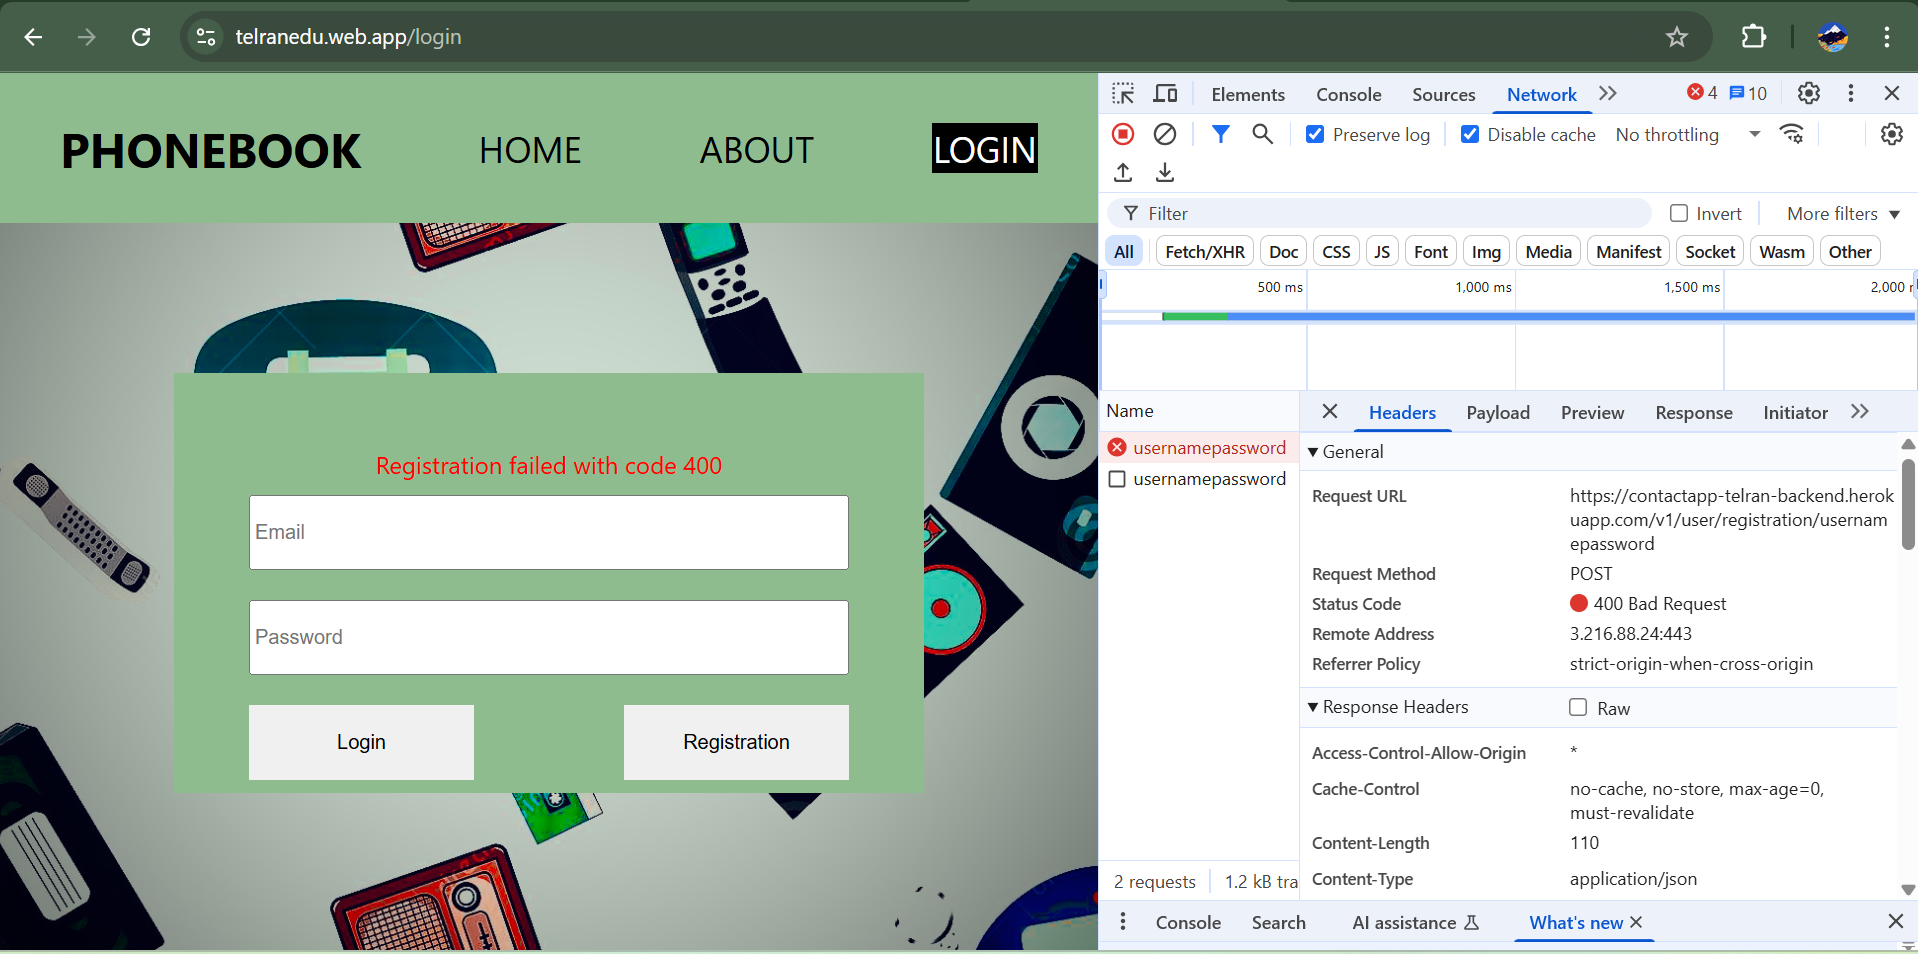 telranedu.web.app/login
PHONEBOOK HOME ABOUT LOGIN
Registration failed with code 400
Email
Password
Login Registration
Elements Console Sources Network 4 10
Preserve log Disable cache No throttling
Filter Invert More filters
All Fetch/XHR Doc CSS JS Font Img Media Manifest Socket Wasm Other
500 ms 1,000 ms 1,500 ms 2,000
Name
usernamepassword
usernamepassword
2 requests 1.2 kB tra
Headers Payload Preview Response Initiator
General
Request URL https://contactapp-telran-backend.herok
uapp.com/v1/user/registration/usernam
epassword
Request Method POST
Status Code 400 Bad Request
Remote Address 3.216.88.24:443
Referrer Policy strict-origin-when-cross-origin
Response Headers Raw
Access-Control-Allow-Origin *
Cache-Control no-cache, no-store, max-age=0,
must-revalidate
Content-Length 110
Content-Type application/json
Console Search AI assistance What's new